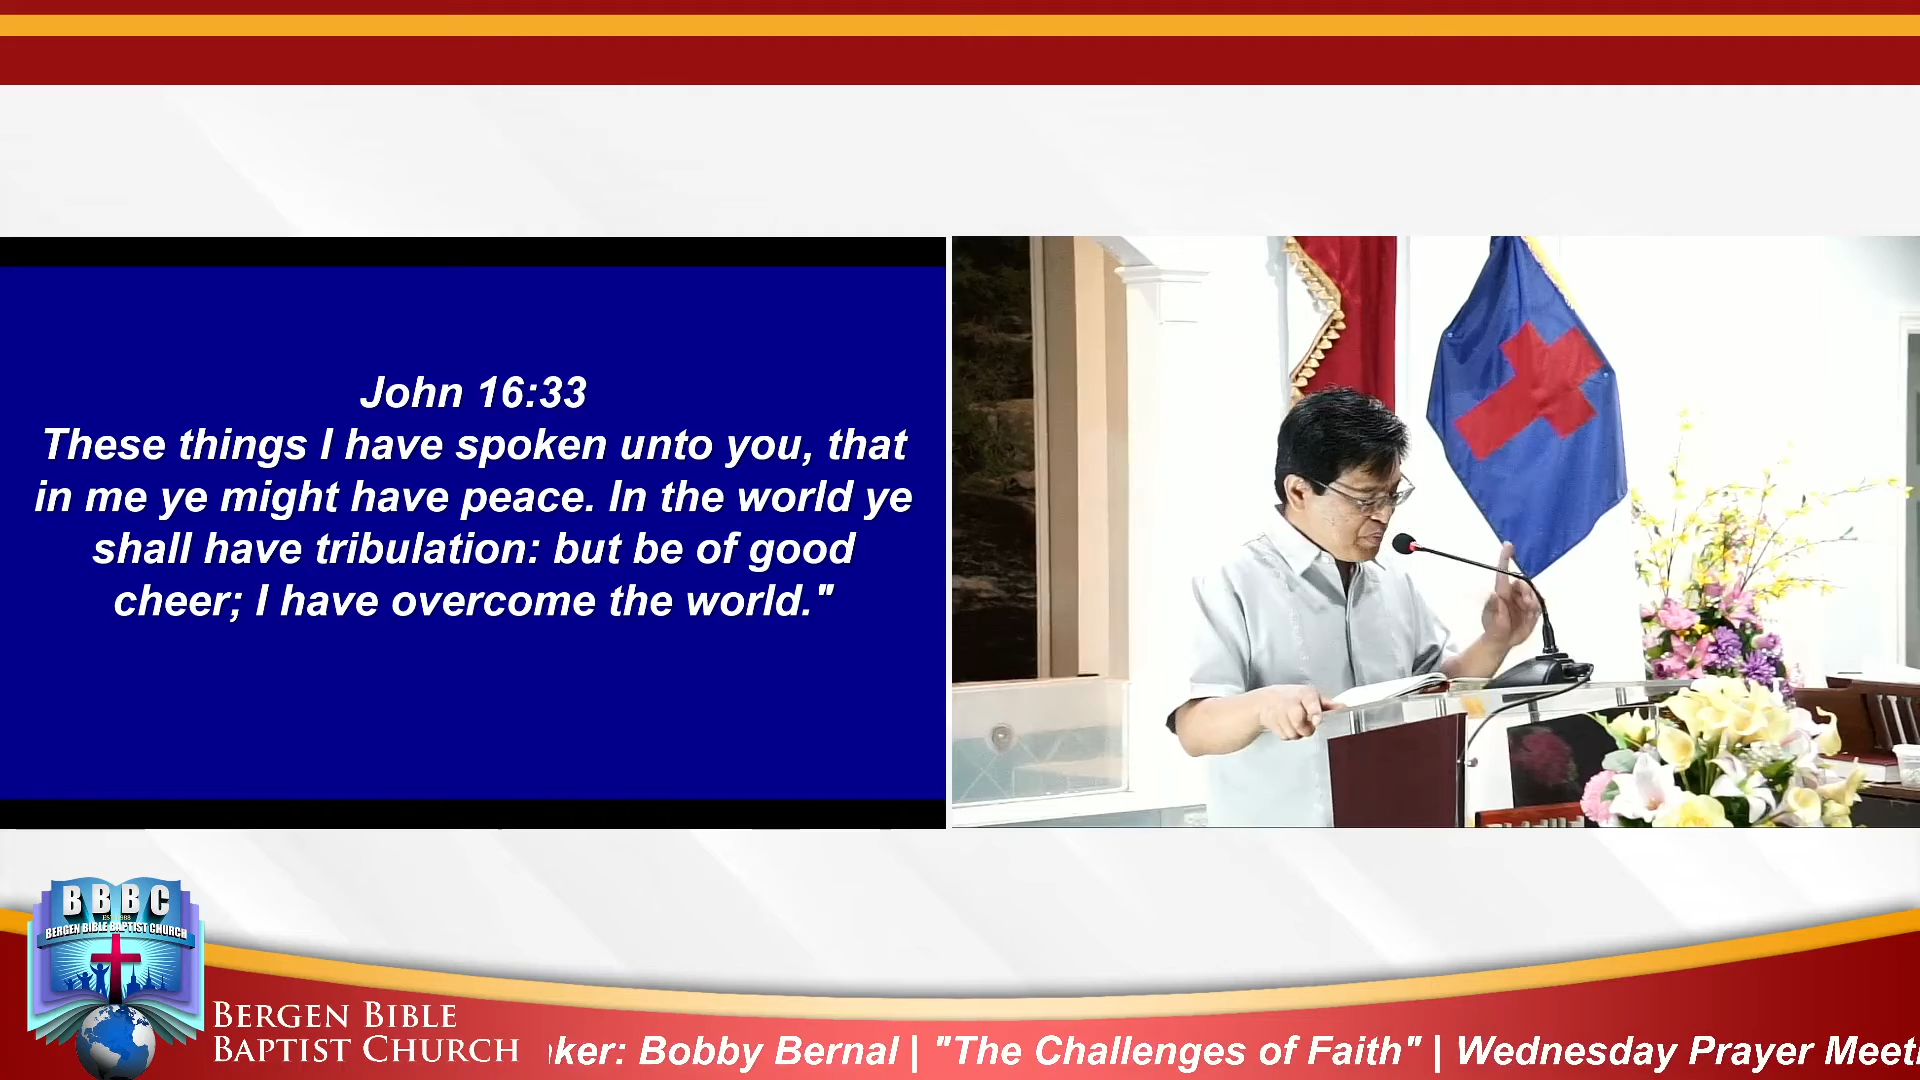 John 16:33
These things I have spoken unto you, that
in me ye might have peace. In the world ye
shall have tribulation: but be of good
cheer; I have overcome the world."
BBBC
BERGEN BIBLE BAPTIST CHURCH
BERGEN BIBLE
BAPTIST CHURCH
ker: Bobby Bernal | "The Challenges of Faith" | Wednesday Prayer Meet